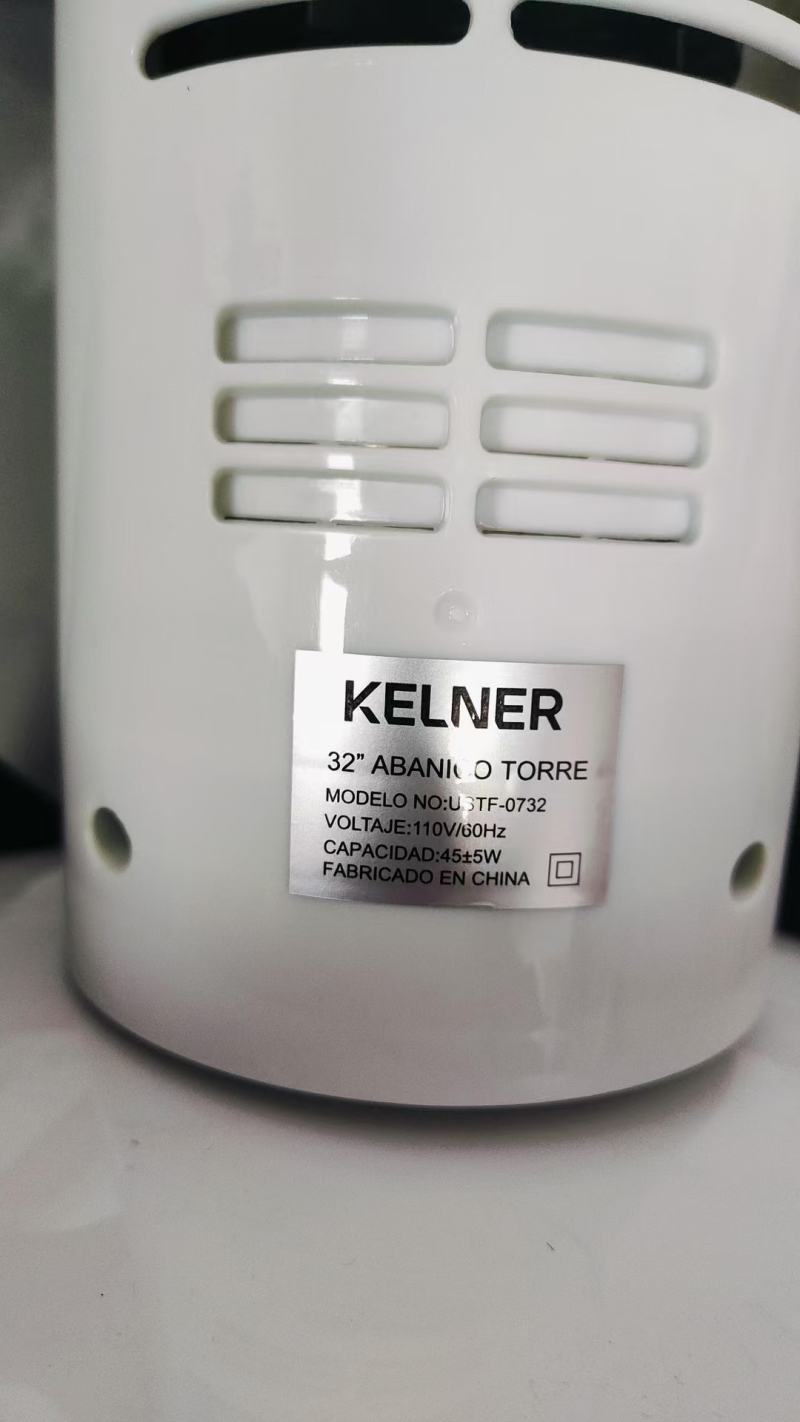 KELNER
32" ABANICO TORRE
MODELO NO:USTF-0732
VOLTAJE:110V/60Hz
CAPACIDAD:45±5W
FABRICADO EN CHINA